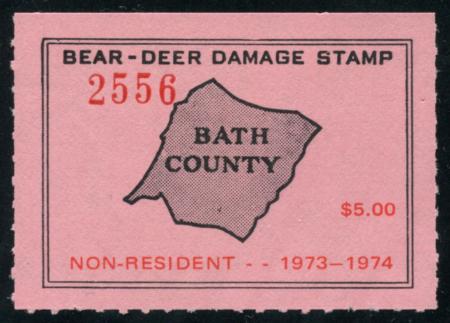 BEAR-DEER DAMAGE STAMP
2556
BATH
COUNTY
$5.00
NON-RESIDENT - - 1973-1974